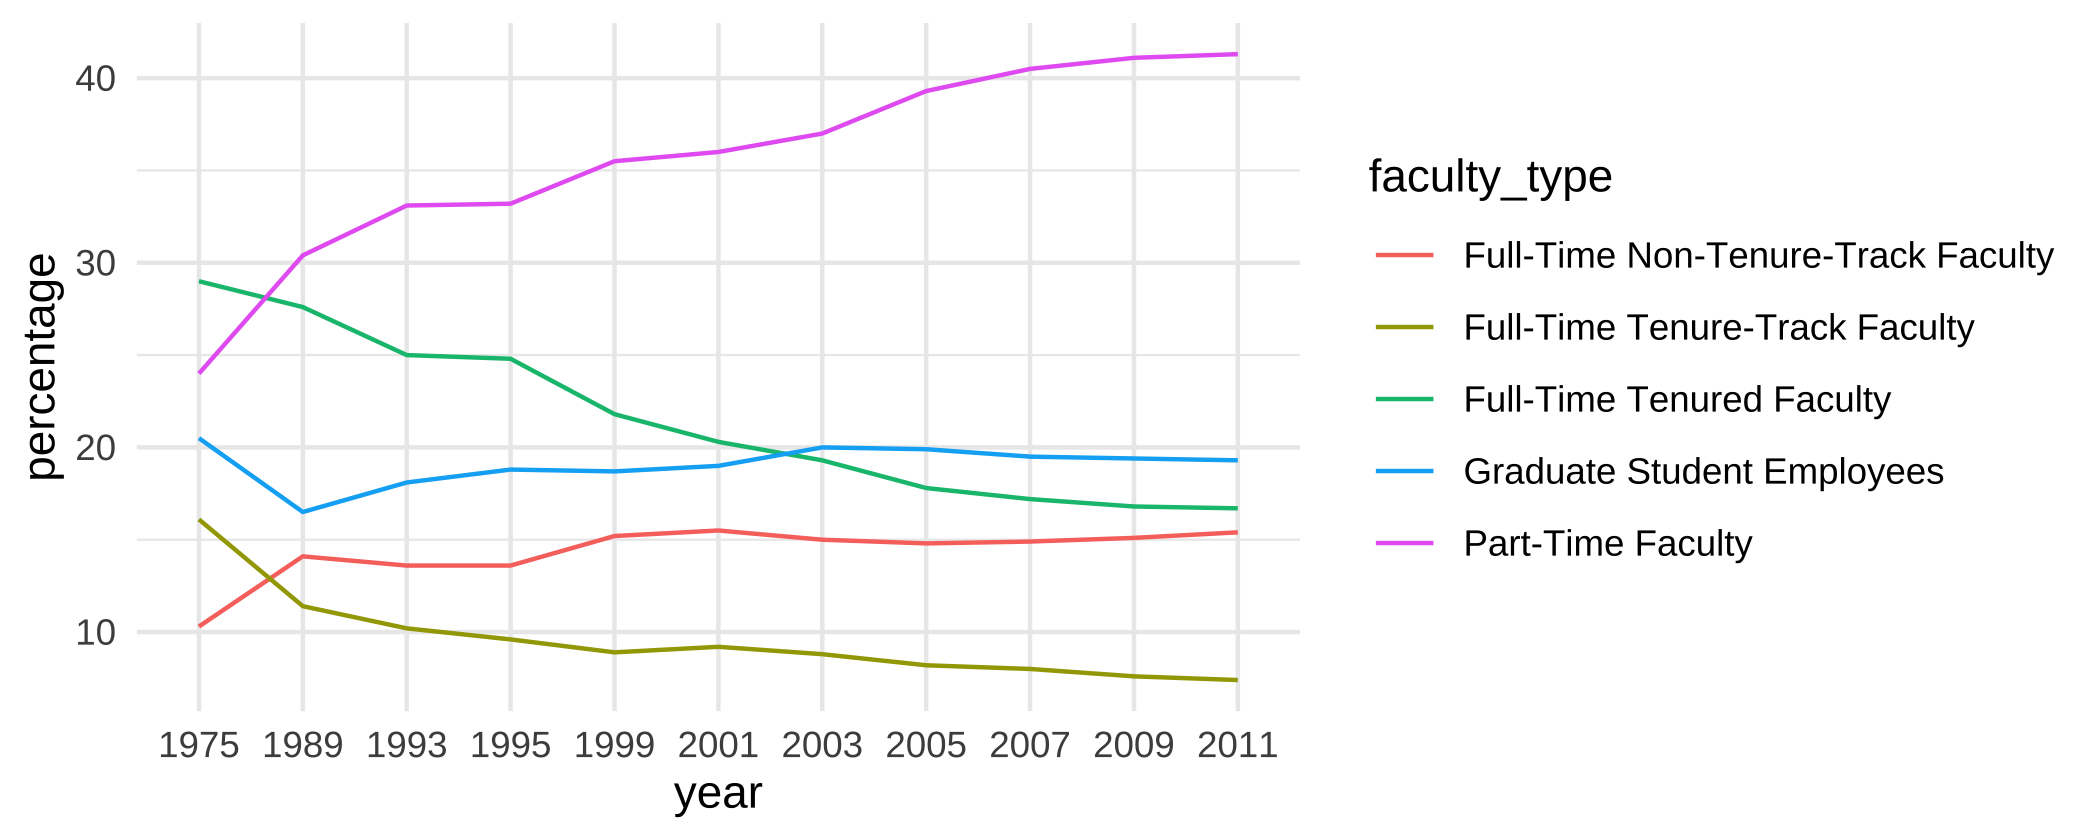 percentage
40
30
20
10
1975 1989 1993 1995 1999 2001 2003 2005 2007 2009 2011
year
faculty_type
Full-Time Non-Tenure-Track Faculty
Full-Time Tenure-Track Faculty
Full-Time Tenured Faculty
Graduate Student Employees
Part-Time Faculty